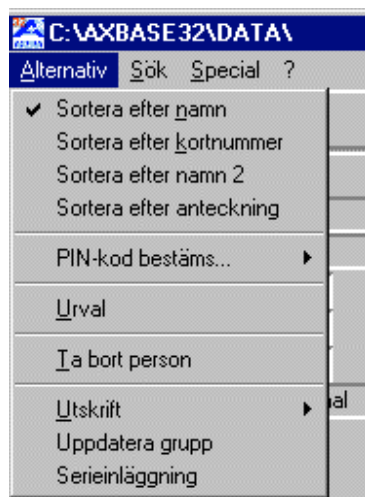 C:\AXBASE32\DATA\
Alternativ Sök Special ?
Sortera efter namn
Sortera efter kortnummer
Sortera efter namn 2
Sortera efter anteckning
PIN-kod bestäms...
Urval
Ta bort person
Utskrift
al
Uppdatera grupp
Serieinläggning